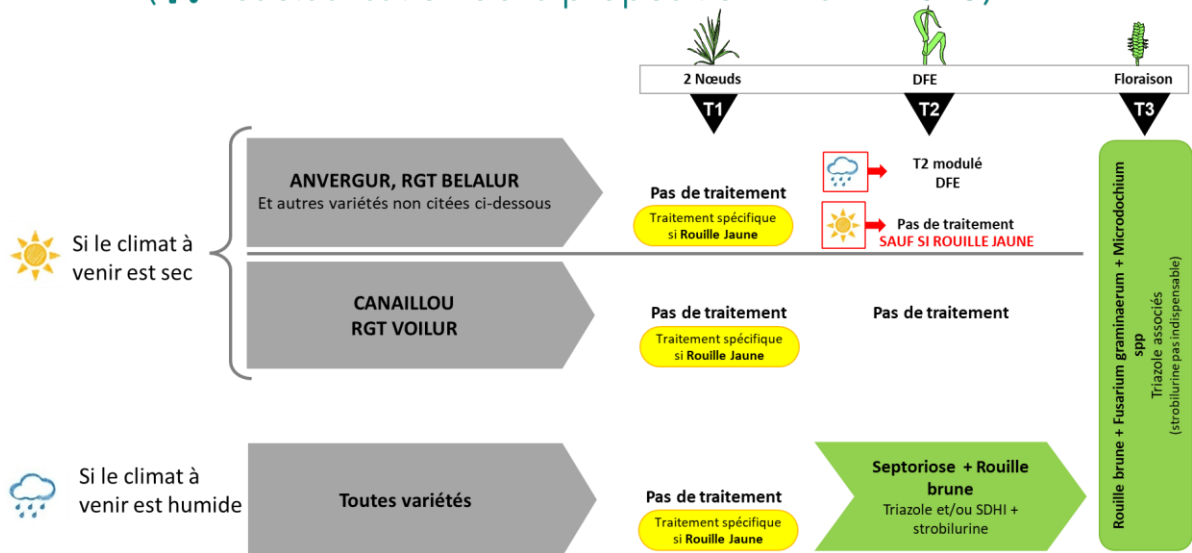 2 Nœuds
DFE
Floraison
T1
T2
T3
Si le climat à
venir est sec
ANVERGUR, RGT BELALUR
Et autres variétés non citées ci-dessous
Pas de traitement
Traitement spécifique
si Rouille Jaune
T2 modulé
DFE
Pas de traitement
SAUF SI ROUILLE JAUNE
CANAILLOU
RGT VOILUR
Pas de traitement
Traitement spécifique
si Rouille Jaune
Pas de traitement
Si le climat à
venir est humide
Toutes variétés
Pas de traitement
Traitement spécifique
si Rouille Jaune
Septoriose + Rouille
brune
Triazole et/ou SDHI +
strobilurine
Rouille brune + Fusarium graminaerum + Microdochium
spp
Triazole associés
(strobilurine pas indispensable)